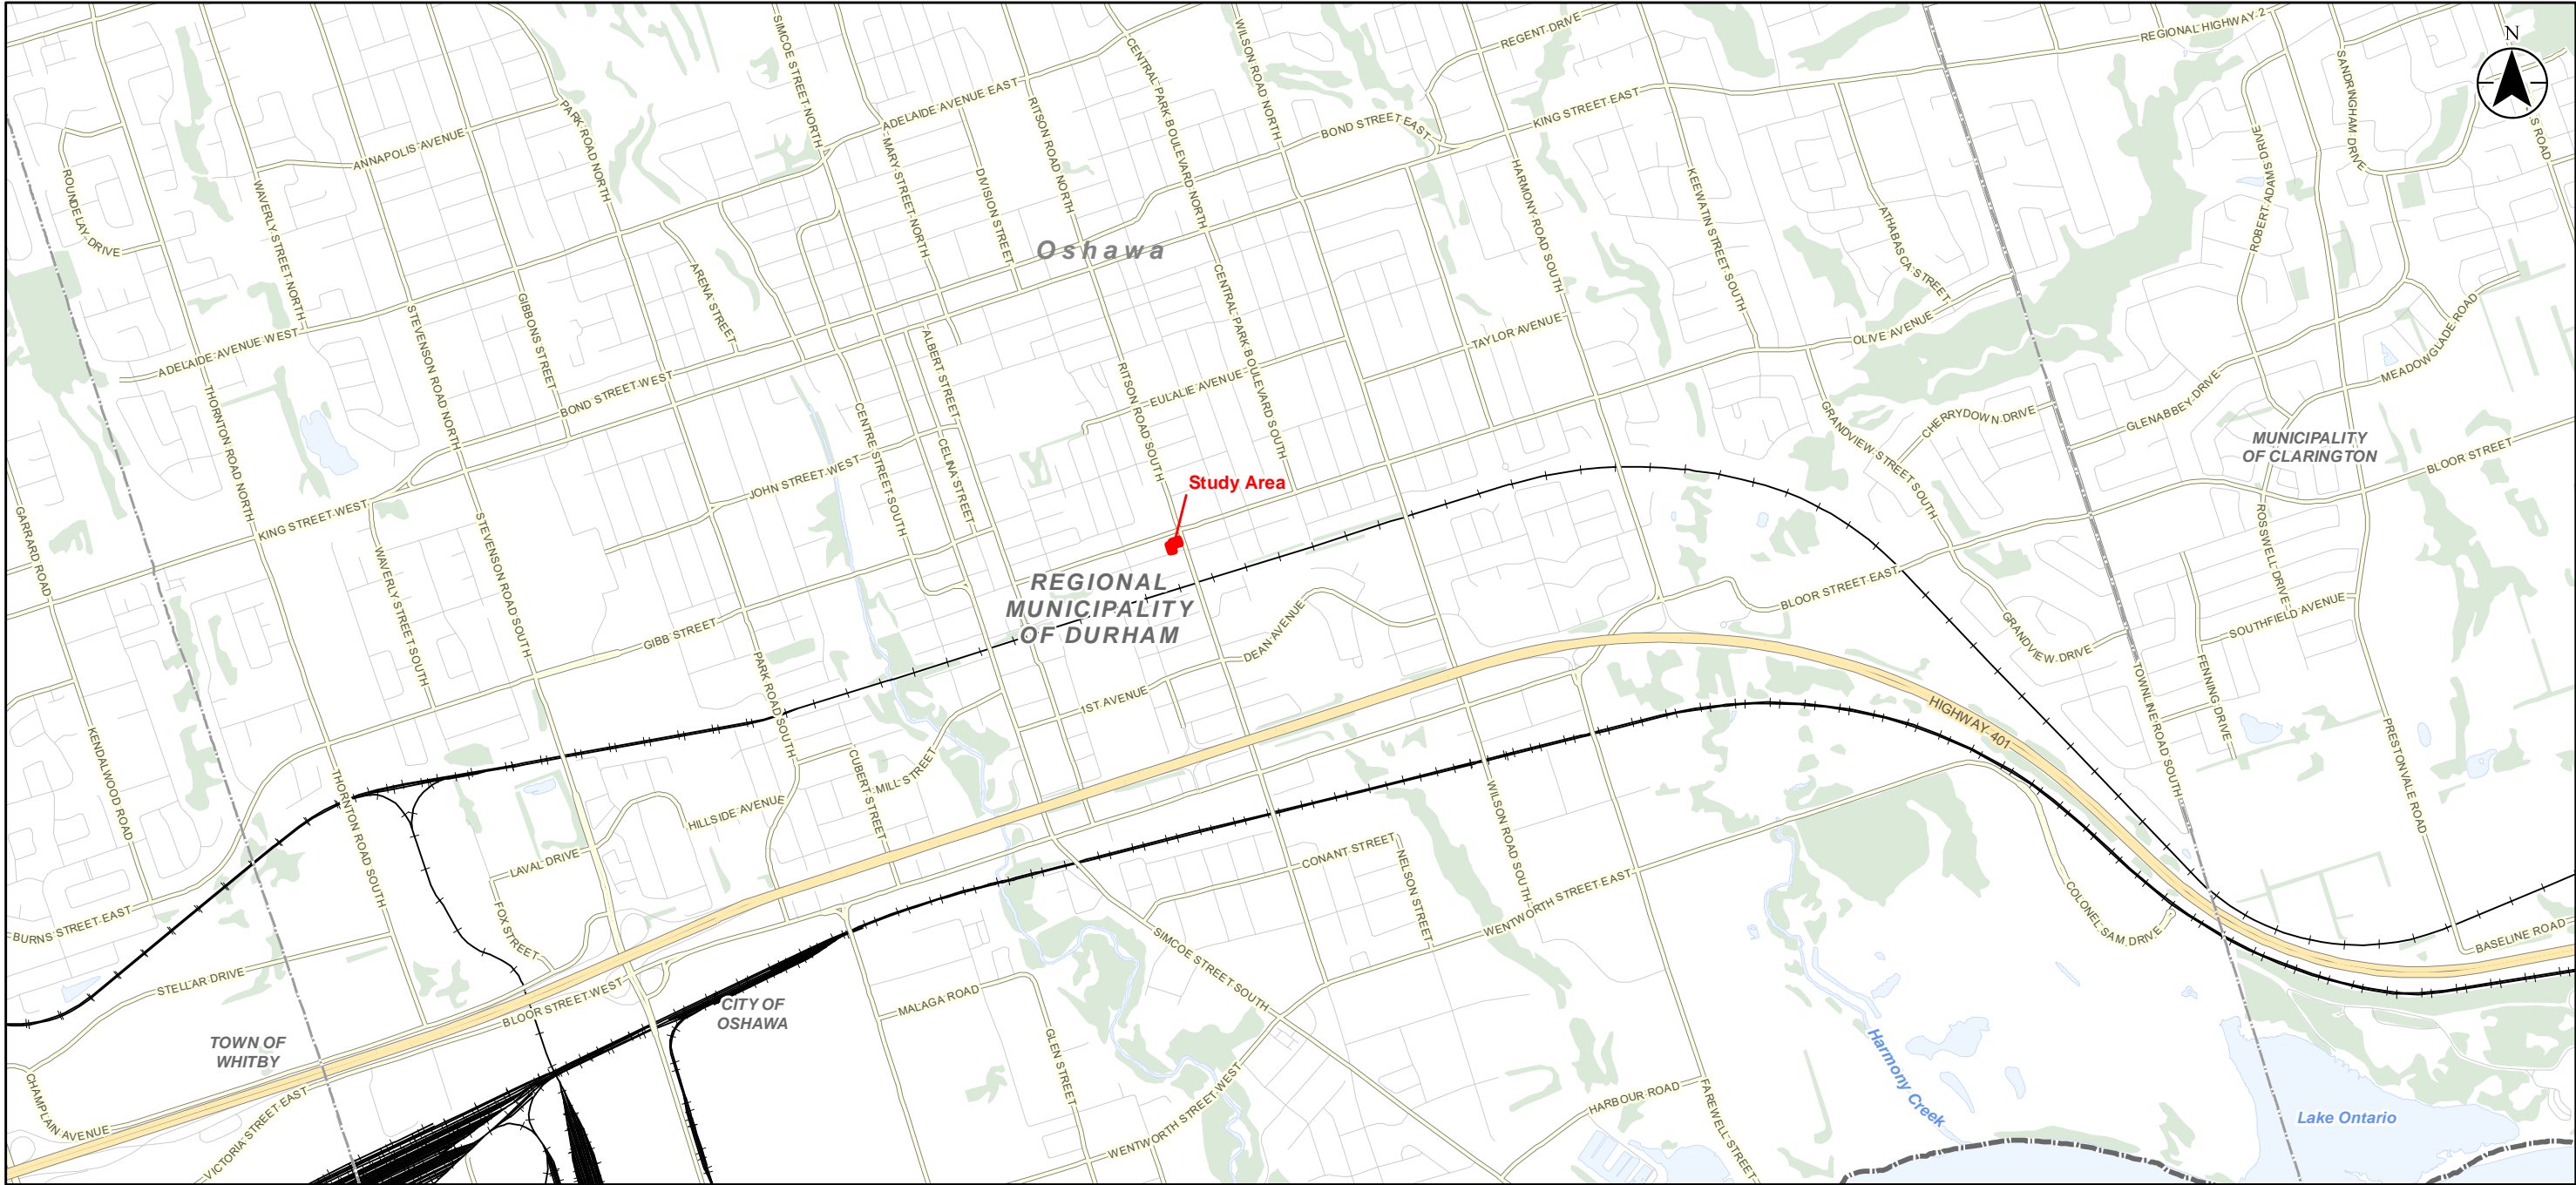 REGIONAL HIGHWAY 2
N
SIMCOE STREET NORTH
CENTRAL PARK BOULEVARD NORTH
WILSON ROAD NORTH
REGENT DRIVE
SANDRINGHAM DRIVE
S ROAD
ADELAIDE AVENUE EAST
PARK ROAD NORTH
RITSON ROAD NORTH
BOND STREET EAST
KING STREET EAST
ANNAPOLIS AVENUE
MARY STREET NORTH
DIVISION STREET
ROBERT ADAMS DRIVE
ROUNDELAY DRIVE
WAVERLY STREET NORTH
HARMONY ROAD SOUTH
KEEWATIN STREET SOUTH
ATHABASCA STREET
Oshawa
ARENA STREET
GIBBONS STREET
STEVENSON ROAD NORTH
CENTRAL PARK BOULEVARD SOUTH
ADELAIDE AVENUE WEST
ALBERT STREET
TAYLOR AVENUE
OLIVE AVENUE
MEADOWGLADE ROAD
THORNTON ROAD NORTH
BOND STREET WEST
RITSON ROAD SOUTH
EULALIE AVENUE
GLENABBEY DRIVE
CHERRYDOWN DRIVE
GRANDVIEW STREET SOUTH
CENTRE STREET SOUTH
CELINA STREET
MUNICIPALITY
OF CLARINGTON
BLOOR STREET
JOHN STREET WEST
Study Area
KING STREET WEST
GARRARD ROAD
WAVERLY STREET SOUTH
STEVENSON ROAD SOUTH
ROSSWELL DRIVE
REGIONAL
MUNICIPALITY
OF DURHAM
BLOOR STREET EAST
SOUTHFIELD AVENUE
GIBB STREET
DEAN AVENUE
GRANDVIEW DRIVE
PARK ROAD SOUTH
1ST AVENUE
FENNING DRIVE
TOWNLINE ROAD SOUTH
HIGHWAY 401
KENDALWOOD ROAD
PRESTONVALE ROAD
THORNTON ROAD SOUTH
CUBERT STREET
MILL STREET
HILLSIDE AVENUE
WILSON ROAD SOUTH
LAVAL DRIVE
CONANT STREET
NELSON STREET
WENTWORTH STREET EAST
COLONEL SAM DRIVE
BURNS STREET EAST
FOX STREET
SIMCOE STREET SOUTH
BASELINE ROAD
STELLAR DRIVE
BLOOR STREET WEST
CITY OF
OSHAWA
MALAGA ROAD
TOWN OF
WHITBY
GLEN STREET
Harmony Creek
CHAMPLAIN AVENUE
VICTORIA STREET EAST
WENTWORTH STREET WEST
HARBOUR ROAD
FAREWELL STREET
Lake Ontario